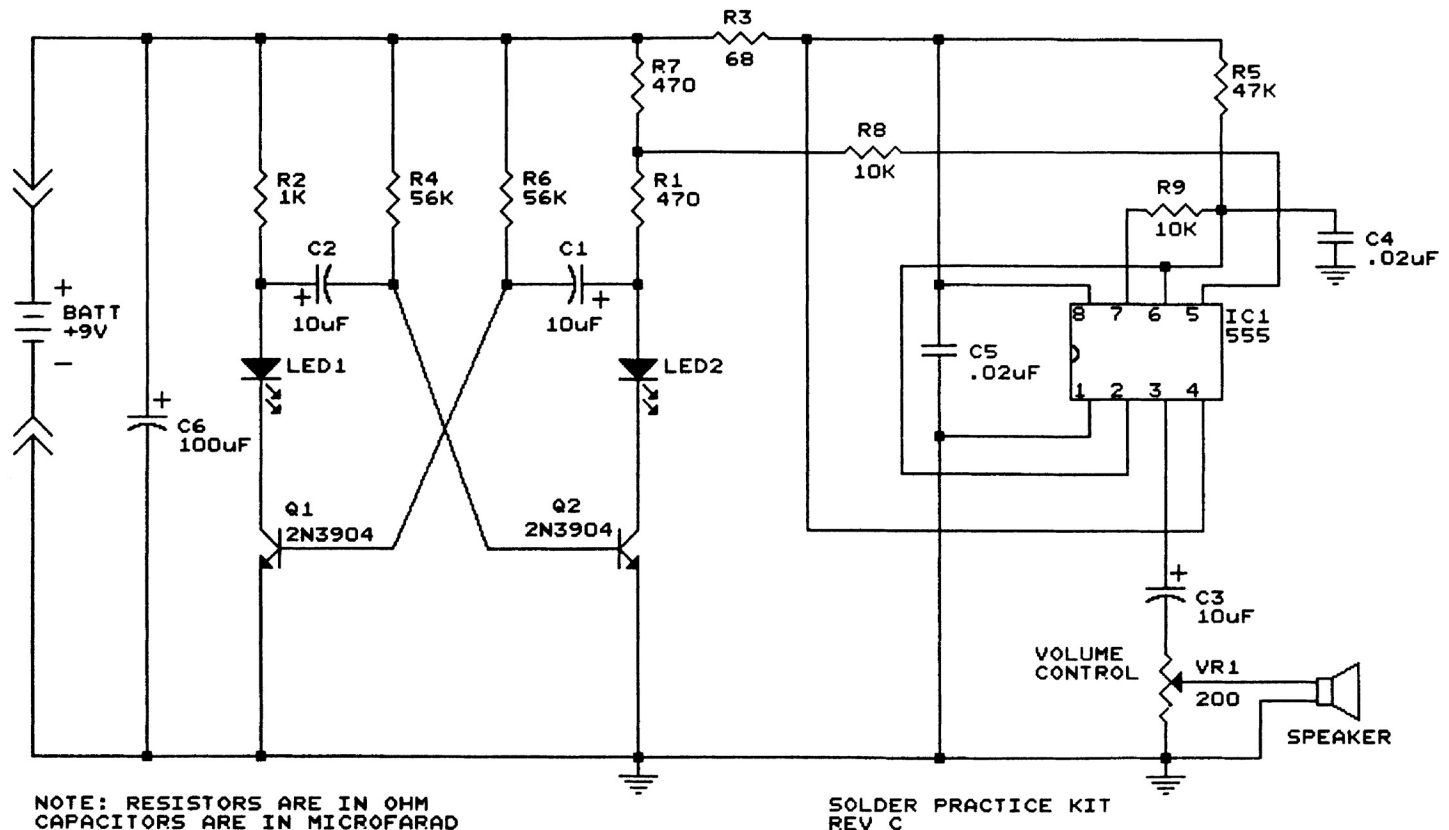 R3
68
R7
470
R5
47K
R8
10K
R2
1K
R4
56K
R6
56K
R1
470
R9
10K
C2
+
10uF
C1
+
10uF
C4
.02uF
+
BATT
+9V
-
LED1
LED2
8 7 6 5
IC1
555
1 2 3 4
C5
.02uF
+
C6
100uF
Q1
2N3904
Q2
2N3904
+
C3
10uF
VOLUME
CONTROL
VR1
200
SPEAKER
NOTE: RESISTORS ARE IN OHM
CAPACITORS ARE IN MICROFARAD
SOLDER PRACTICE KIT
REV C